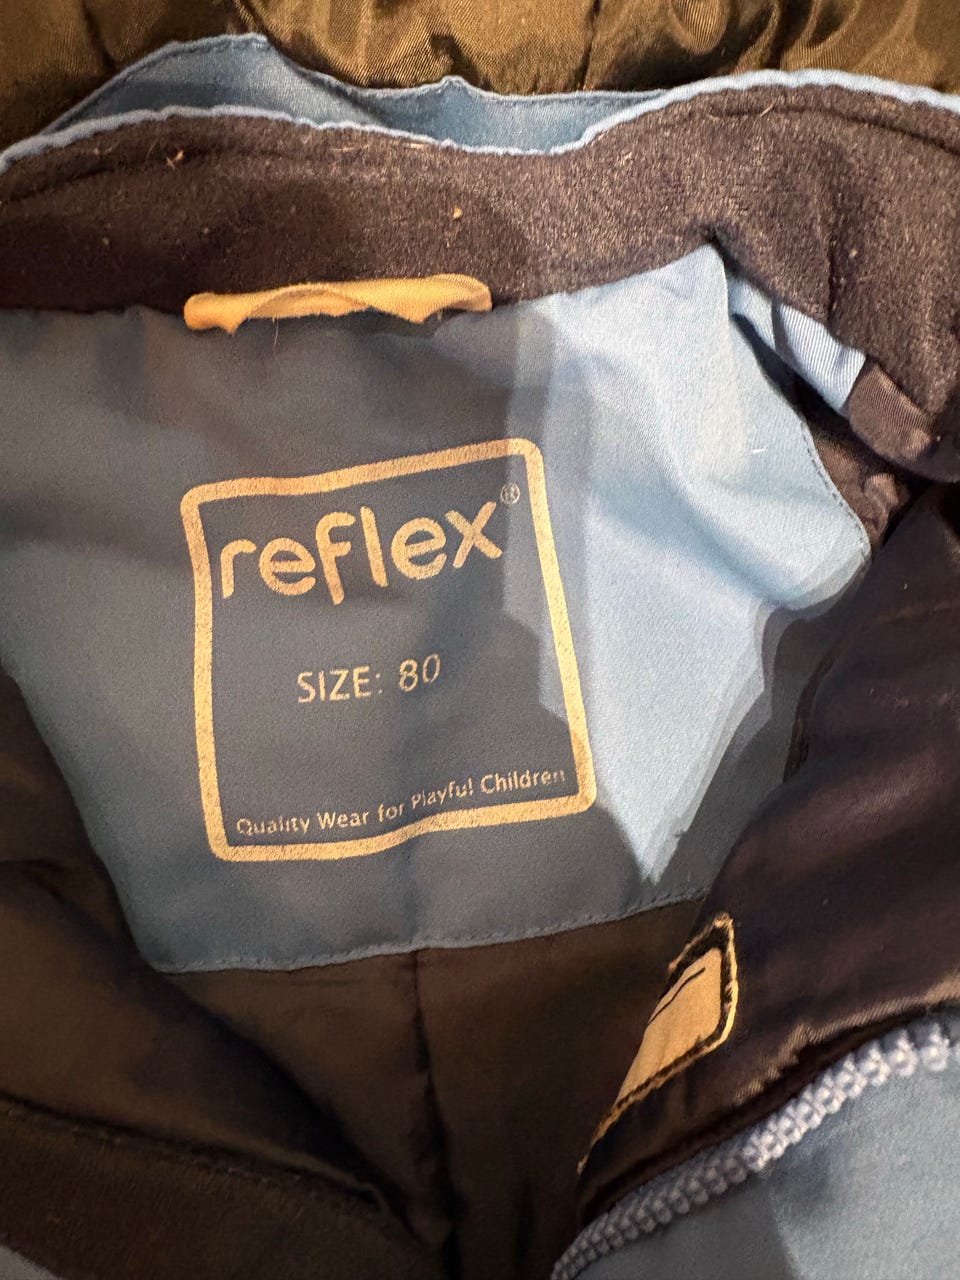 reflex®
SIZE: 80
Quality Wear for Playful Children